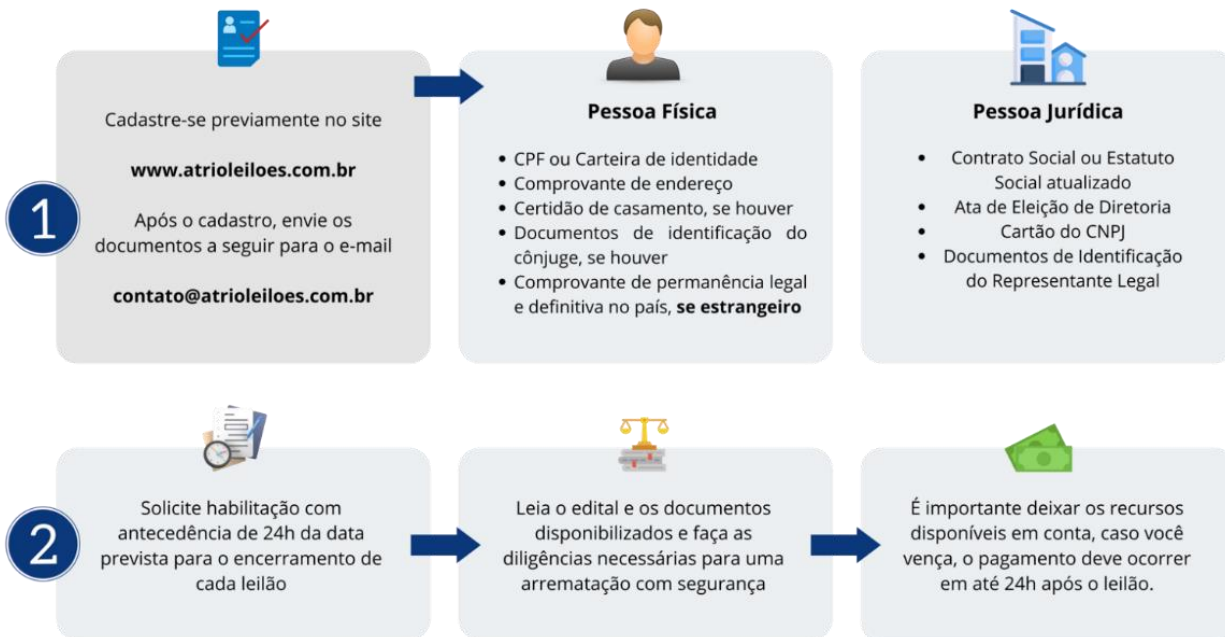 1
Cadastre-se previamente no site
www.atrioleiloes.com.br
Após o cadastro, envie os
documentos a seguir para o e-mail
contato@atrioleiloes.com.br
Pessoa Física
• CPF ou Carteira de identidade
• Comprovante de endereço
• Certidão de casamento, se houver
• Documentos de identificação do
cônjuge, se houver
• Comprovante de permanência legal
e definitiva no país, se estrangeiro
Pessoa Jurídica
• Contrato Social ou Estatuto
Social atualizado
• Ata de Eleição de Diretoria
• Cartão do CNPJ
• Documentos de Identificação
do Representante Legal
2
Solicite habilitação com
antecedência de 24h da data
prevista para o encerramento de
cada leilão
Leia o edital e os documentos
disponibilizados e faça as
diligências necessárias para uma
arrematação com segurança
É importante deixar os recursos
disponíveis em conta, caso você
vença, o pagamento deve ocorrer
em até 24h após o leilão.